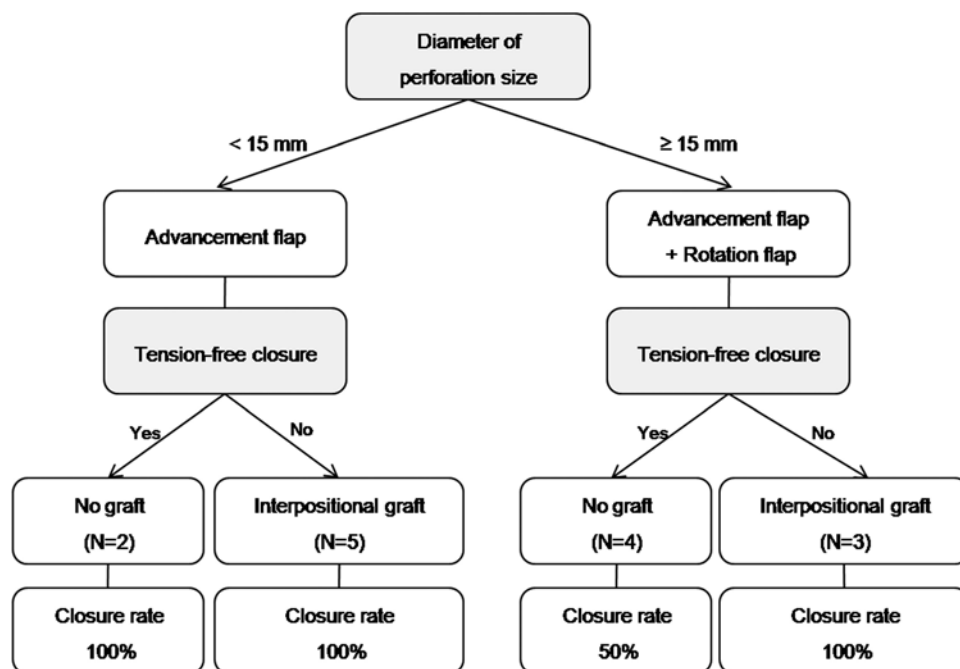 Diameter of
perforation size
< 15 mm
≥ 15 mm
Advancement flap
Advancement flap
+ Rotation flap
Tension-free closure
Tension-free closure
Yes
No
Yes
No
No graft
(N=2)
Interpositional graft
(N=5)
No graft
(N=4)
Interpositional graft
(N=3)
Closure rate
100%
Closure rate
100%
Closure rate
50%
Closure rate
100%